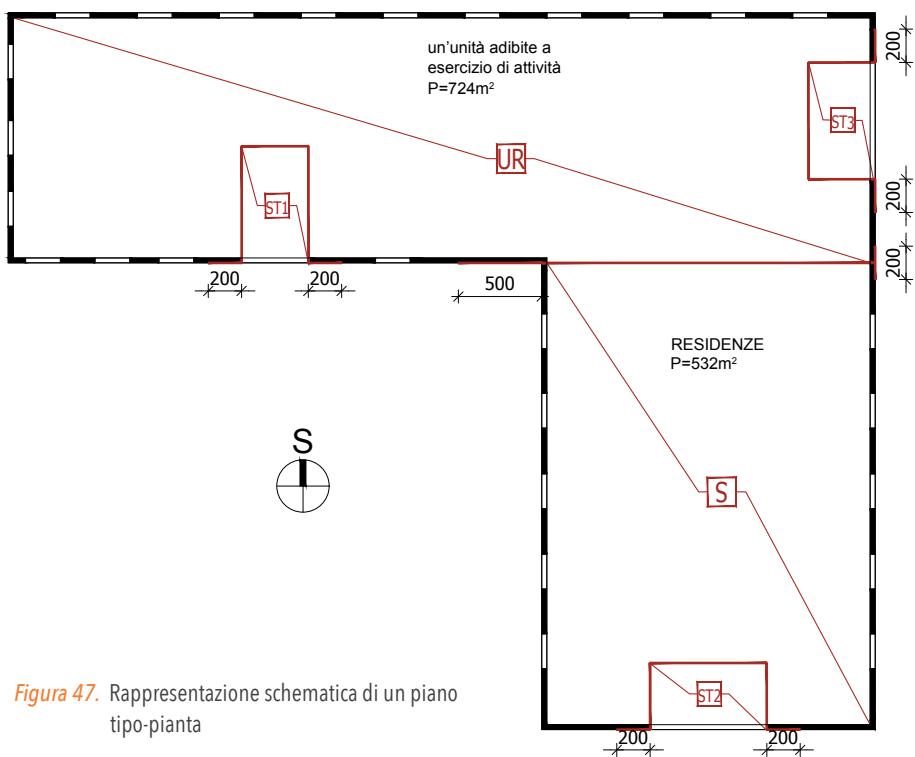 un'unità adibite a
esercizio di attività
P=724m²
200
ST3
UR
ST1
200
200
200
200
500
200
RESIDENZE
P=532m²
S
S
ST2
200
200
Figura 47. Rappresentazione schematica di un piano
tipo-pianta